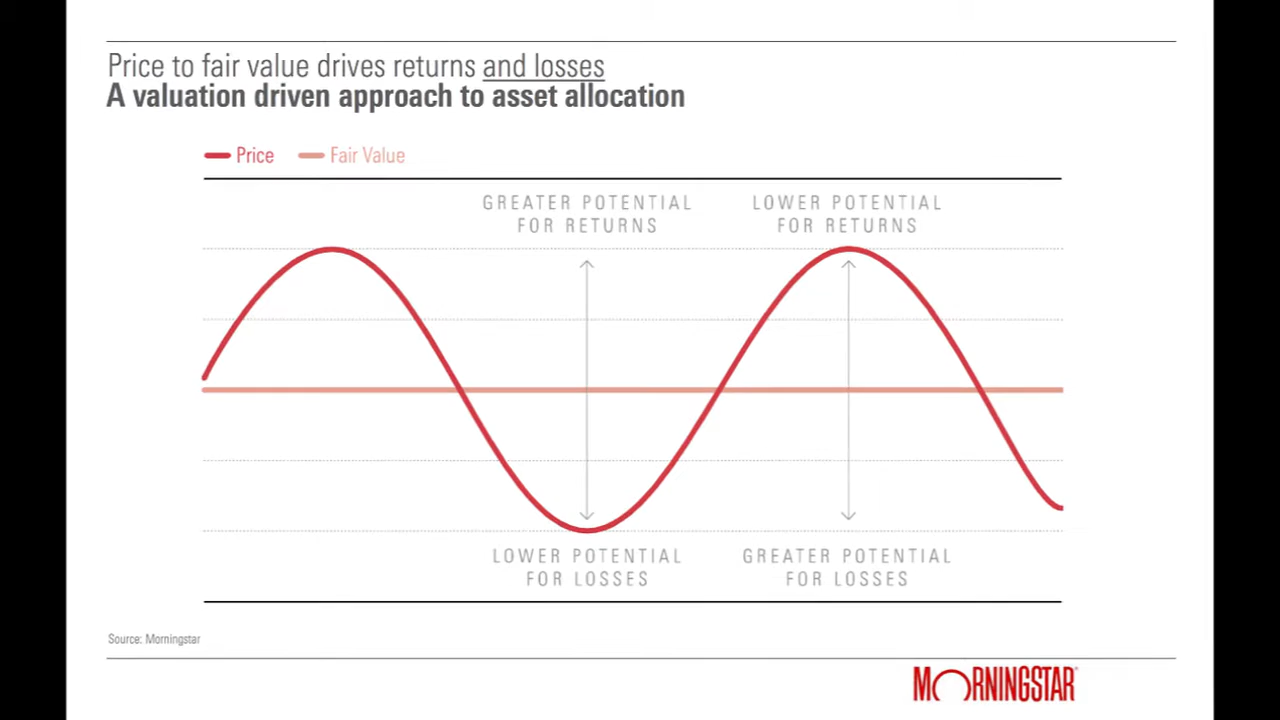 Price to fair value drives returns and losses
A valuation driven approach to asset allocation
Price Fair Value
GREATER POTENTIAL
FOR RETURNS
LOWER POTENTIAL
FOR RETURNS
LOWER POTENTIAL
FOR LOSSES
GREATER POTENTIAL
FOR LOSSES
Source: Morningstar
MORNINGSTAR